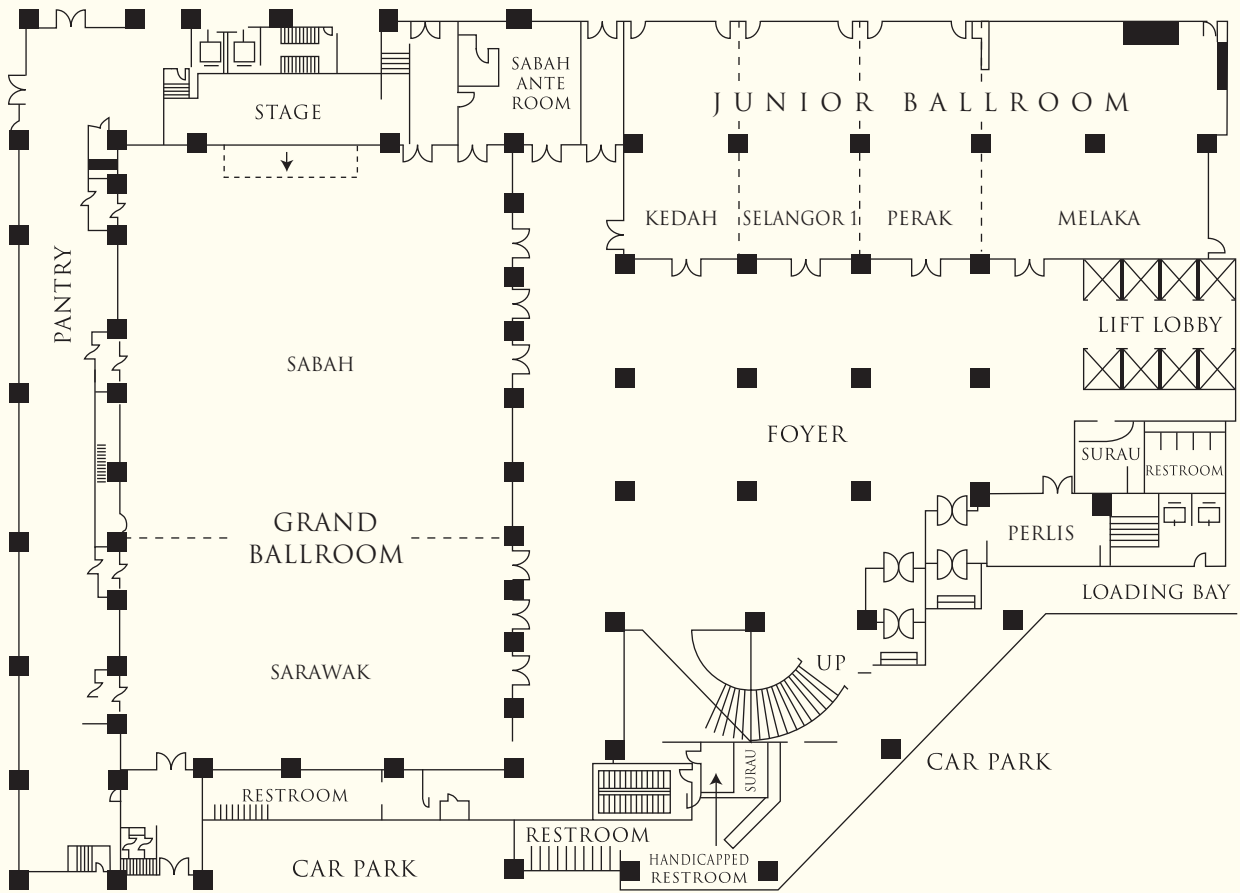 SABAH
ANTE
ROOM
STAGE
JUNIOR BALLROOM
KEDAH
SELANGOR 1
PERAK
MELAKA
PANTRY
LIFT LOBBY
SABAH
FOYER
SURAU
RESTROOM
GRAND
BALLROOM
PERLIS
LOADING BAY
SARAWAK
UP
CAR PARK
SURAU
RESTROOM
RESTROOM
CAR PARK
HANDICAPPED
RESTROOM